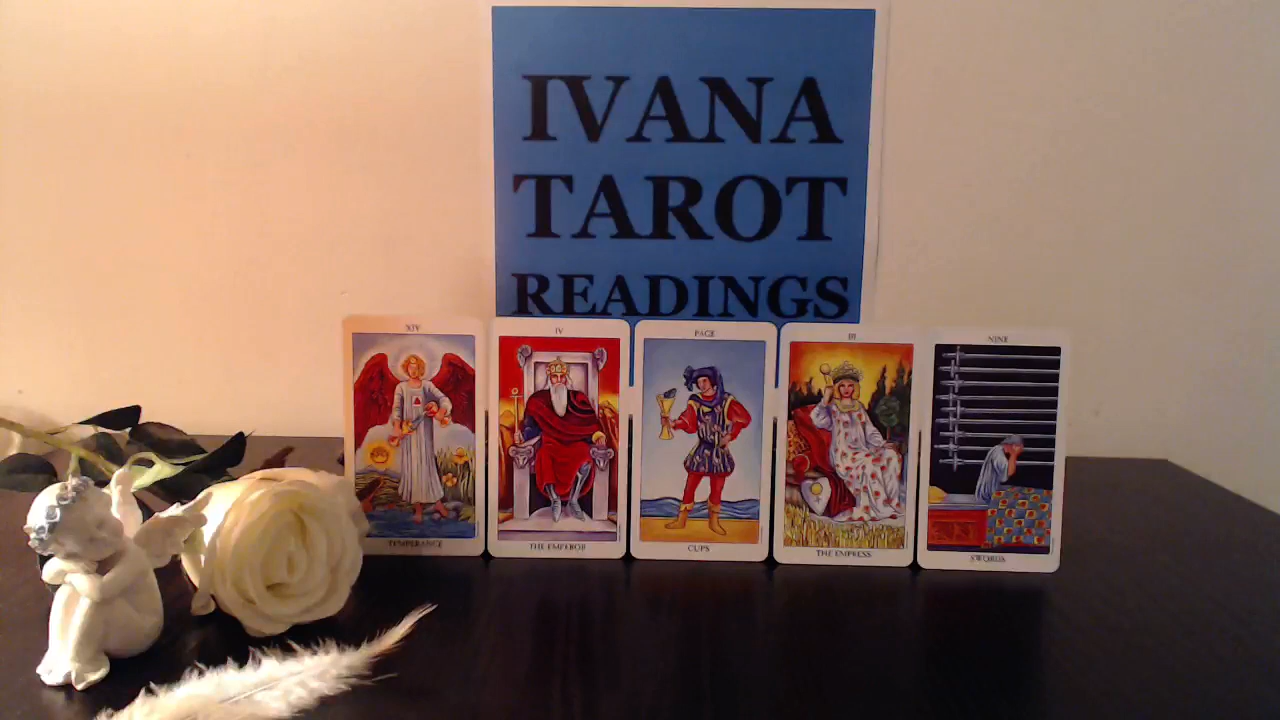 IVANA
TAROT
READINGS
XIV
IV
PAGE
III
NINE
TEMPERANCE
THE EMPEROR
CUPS
THE EMPRESS
SWORDS